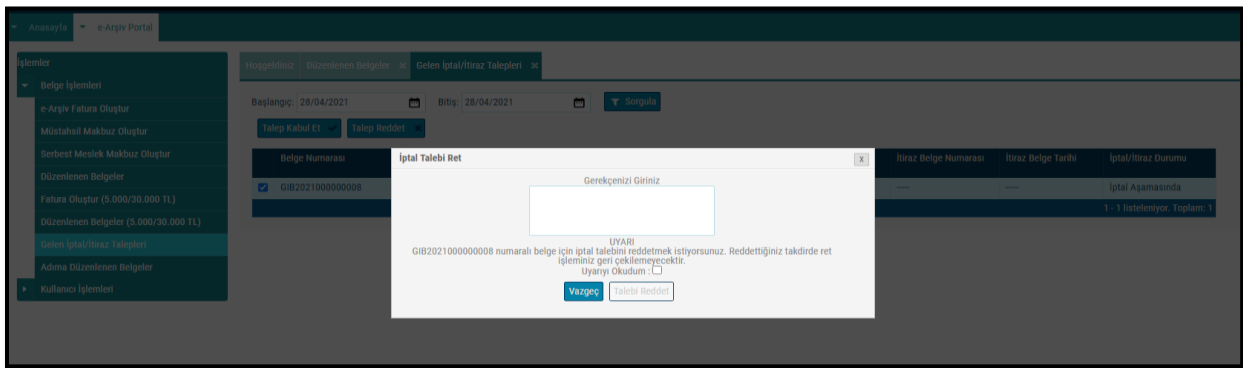 Anasayfa
e-Arşiv Portal
İşlemler
Belge İşlemleri
e-Arşiv Fatura Oluştur
Müstahsil Makbuz Oluştur
Serbest Meslek Makbuz Oluştur
Düzenlenen Belgeler
Fatura Oluştur (5.000/30.000 TL)
Düzenlenen Belgeler (5.000/30.000 TL)
Gelen İptal/İtiraz Talepleri
Adıma Düzenlenen Belgeler
Kullanıcı İşlemleri
Hoşgeldiniz Düzenlenen Belgeler Gelen İptal/İtiraz Talepleri
Başlangıç: 28/04/2021 Bitiş: 28/04/2021 Sorgula
Talep Kabul Et Talep Reddet
Belge Numarası İtiraz Belge Numarası İtiraz Belge Tarihi İptal/İtiraz Durumu
GIB2021000000008 ---- ---- İptal Aşamasında
1 - 1 listeleniyor. Toplam: 1
İptal Talebi Ret x
Gerekçenizi Giriniz
UYARI
GIB2021000000008 numaralı belge için iptal talebini reddetmek istiyorsunuz. Reddettiğiniz takdirde ret
işleminiz geri çekilemeyecektir.
Uyarıyı Okudum :
Vazgeç Talebi Reddet